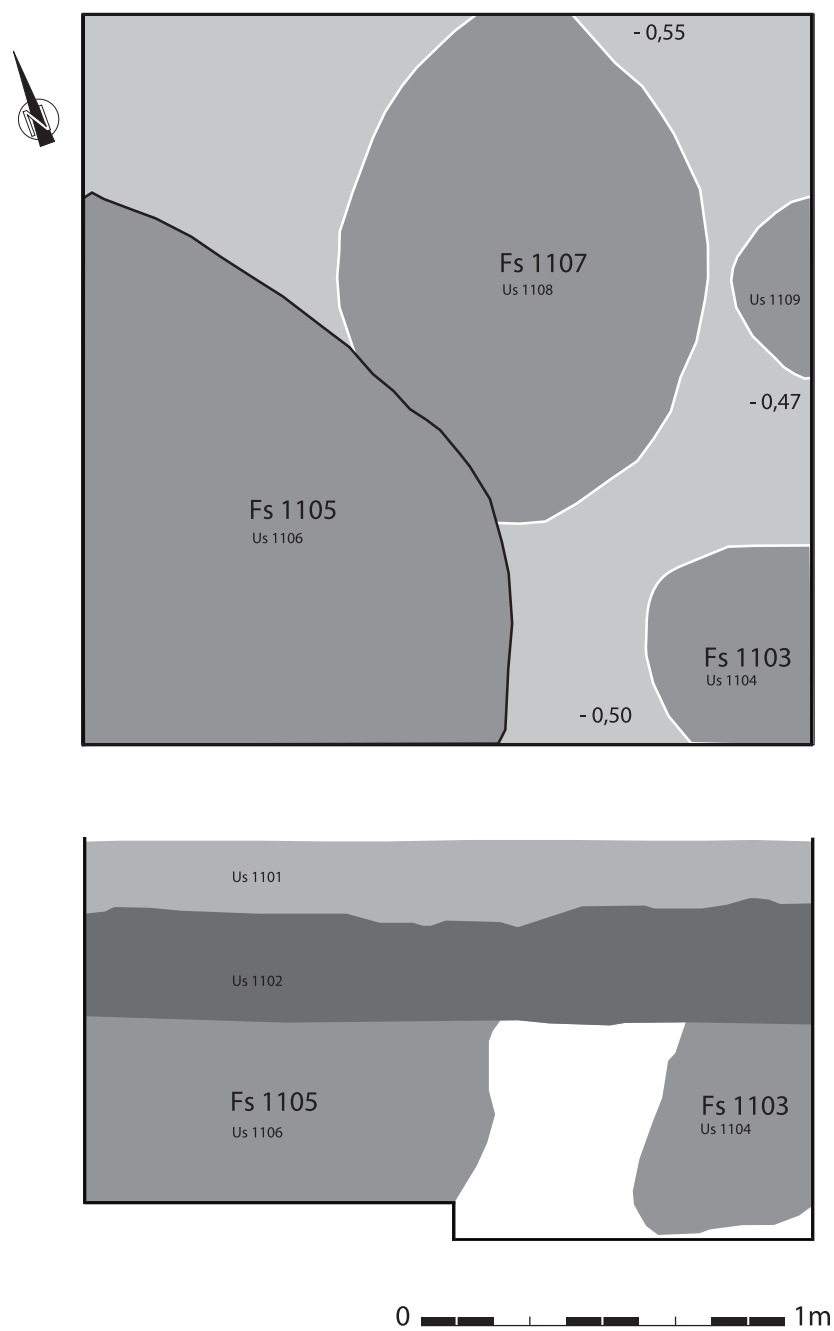 - 0,55
N
Fs 1107
Us 1108
Us 1109
- 0,47
Fs 1105
Us 1106
Fs 1103
Us 1104
- 0,50
Us 1101
Us 1102
Fs 1105
Us 1106
Fs 1103
Us 1104
0 1m